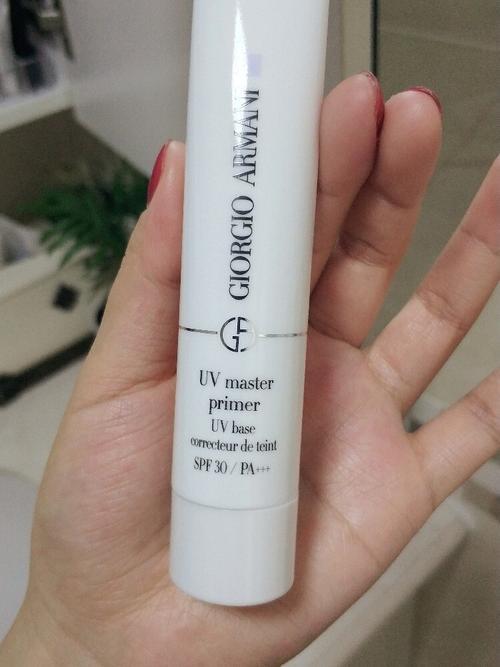 GIORGIO ARMANI
UV master
primer
UV base
correcteur de teint
SPF 30 / PA+++